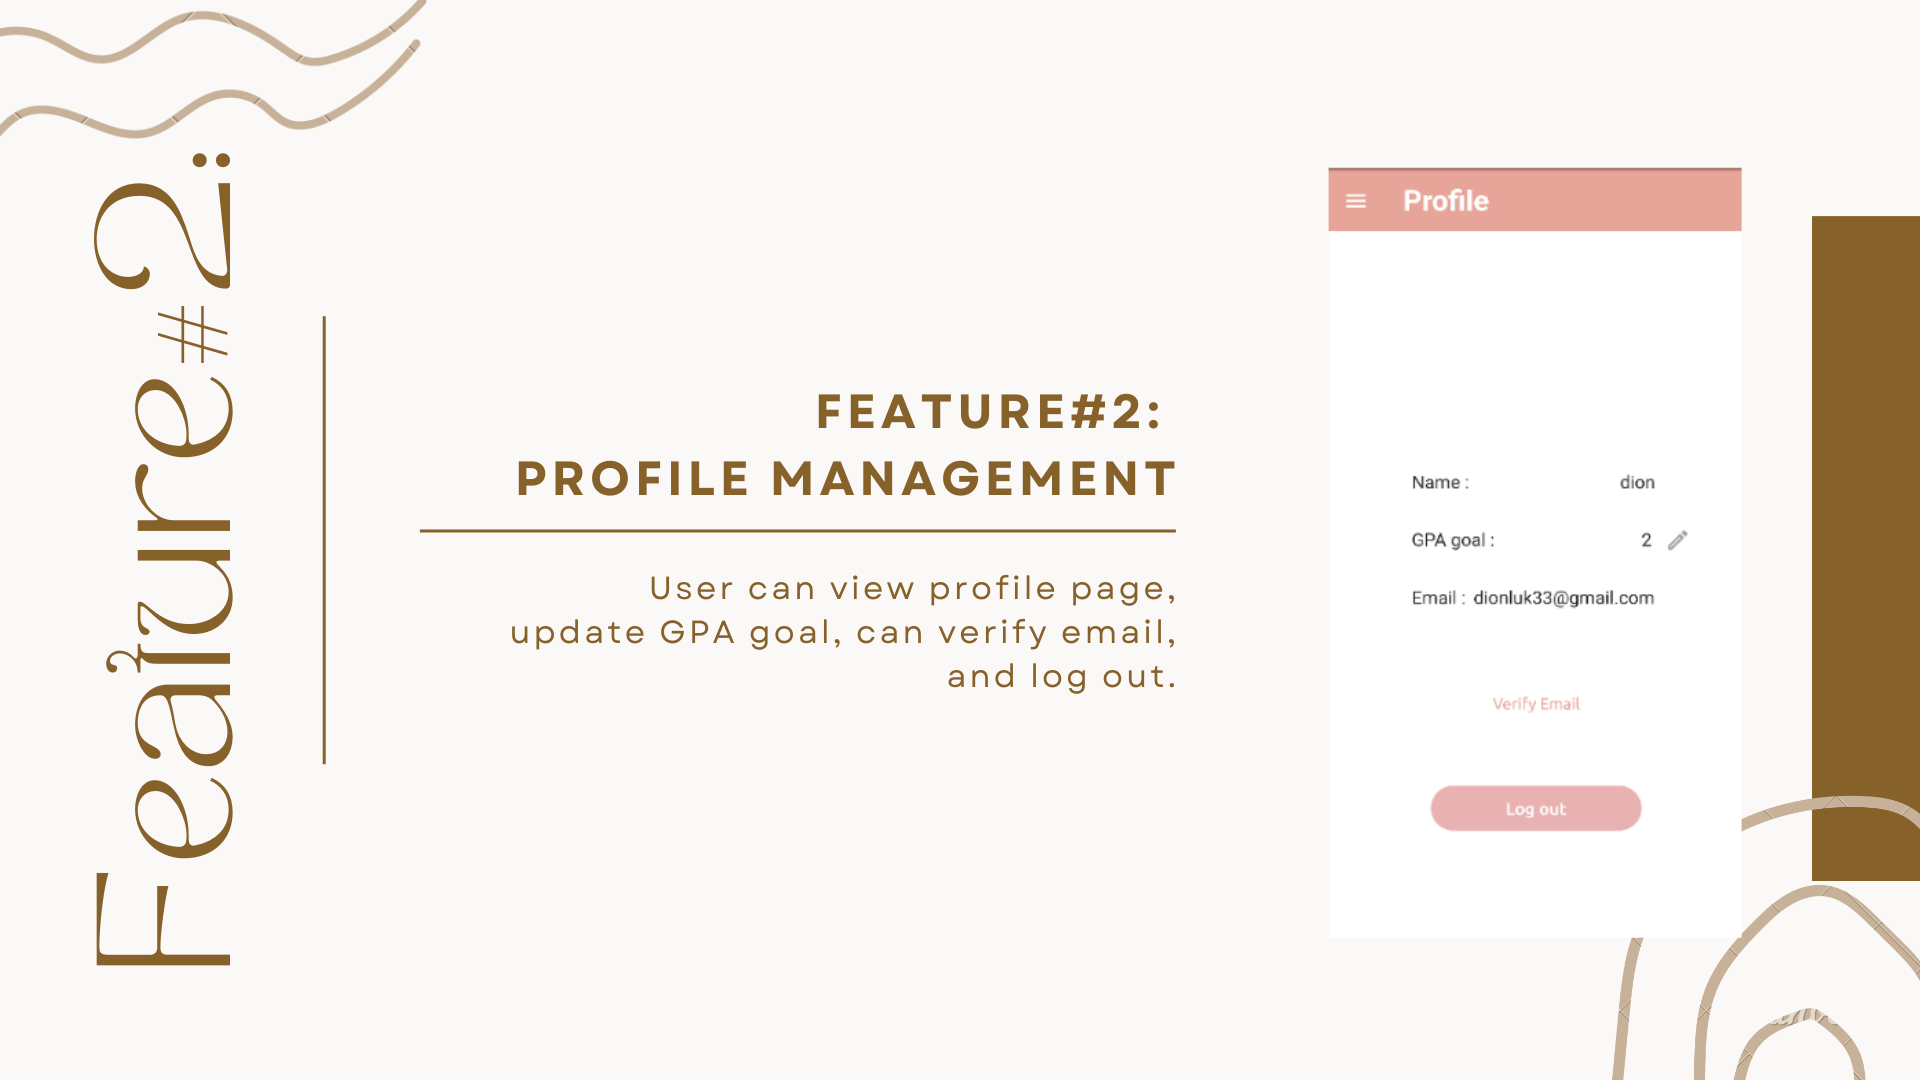 Feature#2:
FEATURE#2:
PROFILE MANAGEMENT
User can view profile page,
update GPA goal, can verify email,
and log out.
Profile
Name : dion
GPA goal : 2
Email : dionluk33@gmail.com
Verify Email
Log out